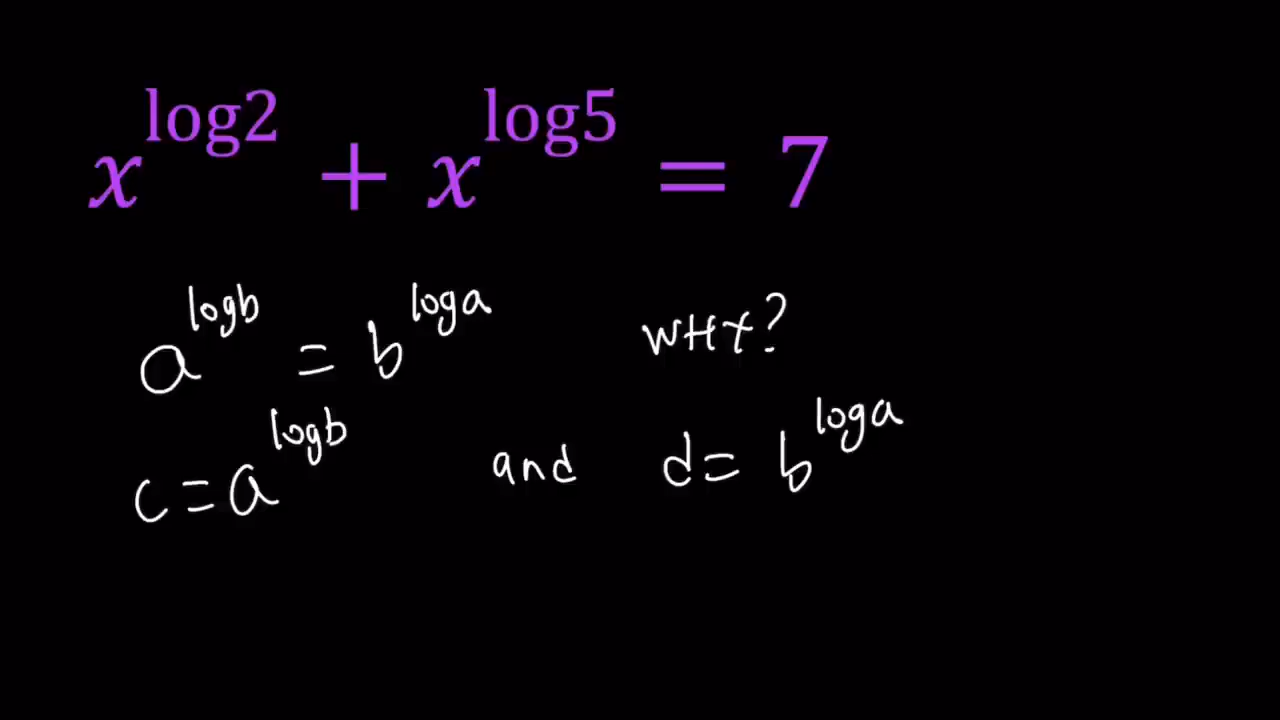 x^log2 + x^log5 = 7
a^logb = b^loga WHY?
c = a^logb and d = b^loga